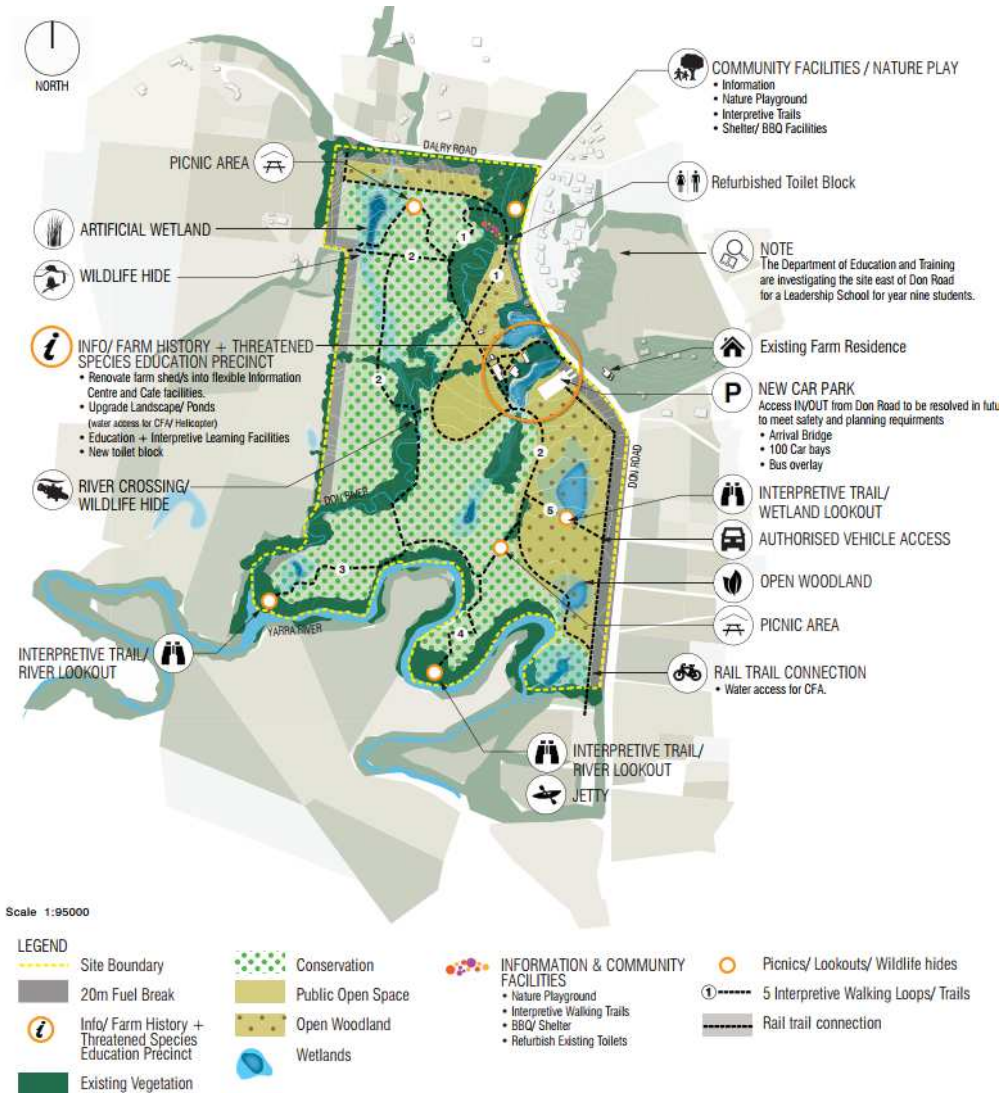 NORTH
COMMUNITY FACILITIES / NATURE PLAY
• Information
• Nature Playground
• Interpretive Trails
• Shelter/ BBQ Facilities
DALRY ROAD
PICNIC AREA
Refurbished Toilet Block
ARTIFICIAL WETLAND
WILDLIFE HIDE
NOTE
The Department of Education and Training
are investigating the site east of Don Road
for a Leadership School for year nine students.
i
INFO/ FARM HISTORY + THREATENED
SPECIES EDUCATION PRECINCT
• Renovate farm shed/s into flexible Information
Centre and Cafe facilities.
• Upgrade Landscape/ Ponds
(water access for CFA/ Helicopter)
• Education + Interpretive Learning Facilities
• New toilet block
Existing Farm Residence
P
NEW CAR PARK
Access IN/OUT from Don Road to be resolved in futu
to meet safety and planning requirments
• Arrival Bridge
• 100 Car bays
• Bus overlay
1
2
1
2
2
5
3
4
DON ROAD
RIVER CROSSING/
WILDLIFE HIDE
DON RIVER
INTERPRETIVE TRAIL/
WETLAND LOOKOUT
AUTHORISED VEHICLE ACCESS
OPEN WOODLAND
PICNIC AREA
YARRA RIVER
INTERPRETIVE TRAIL/
RIVER LOOKOUT
RAIL TRAIL CONNECTION
• Water access for CFA.
INTERPRETIVE TRAIL/
RIVER LOOKOUT
JETTY
Scale 1:95000
LEGEND
Site Boundary
20m Fuel Break
i
Info/ Farm History +
Threatened Species
Education Precinct
Existing Vegetation
Conservation
Public Open Space
Open Woodland
Wetlands
INFORMATION & COMMUNITY
FACILITIES
• Nature Playground
• Interpretive Walking Trails
• BBQ/ Shelter
• Refurbish Existing Toilets
Picnics/ Lookouts/ Wildlife hides
1 5 Interpretive Walking Loops/ Trails
Rail trail connection